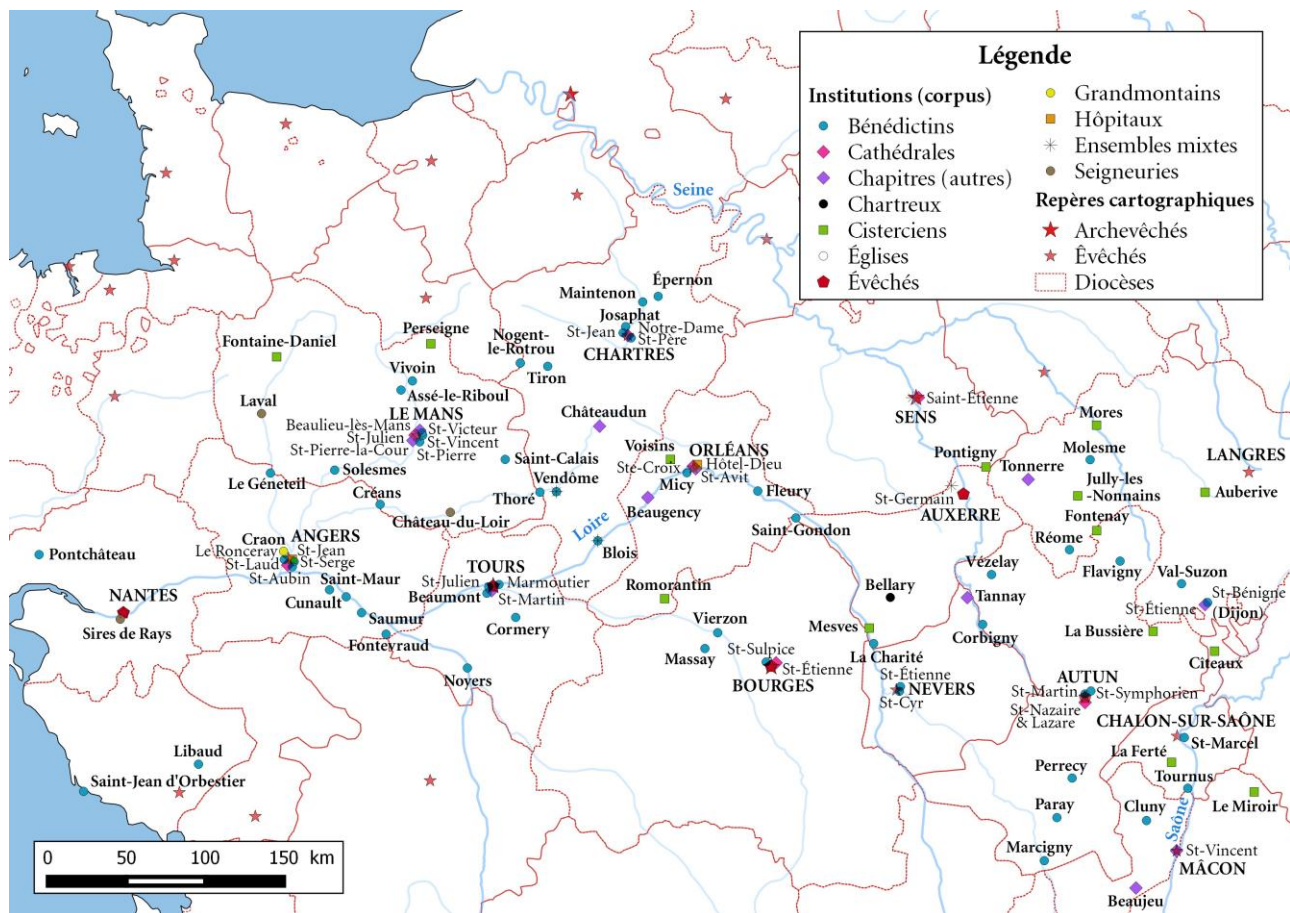 Légende
Institutions (corpus)
Bénédictins
Cathédrales
Chapitres (autres)
Chartreux
Cisterciens
Églises
Évêchés
Grandmontains
Hôpitaux
Ensembles mixtes
Seigneuries
Repères cartographiques
Archevêchés
Êvêchés
Diocèses
Seine
Épernon
Maintenon
Josaphat
St-Jean
Notre-Dame
St-Père
CHARTRES
Perseigne
Nogent-
le-Rotrou
Tiron
Fontaine-Daniel
Vivoin
Assé-le-Riboul
Laval
LE MANS
Beaulieu-lès-Mans
St-Victeur
St-Julien
St-Vincent
St-Pierre-la-Cour
St-Pierre
Châteaudun
Solesmes
Saint-Calais
Le Géneteil
Créans
Thoré
Vendôme
Château-du-Loir
Voisins
ORLÉANS
Ste-Croix
Hôtel-Dieu
Micy
St-Avit
Beaugency
Fleury
Saint-Gondon
Loire
Blois
SENS
Saint-Étienne
Pontigny
St-Germain
AUXERRE
Tonnerre
Mores
Molesme
LANGRES
Jully-les
-Nonnains
Auberive
Fontenay
Réome
Flavigny
Val-Suzon
St-Bénigne
St-Étienne
(Dijon)
Vézelay
Tannay
Corbigny
La Bussière
Cîteaux
Craon
ANGERS
Le Ronceray
St-Jean
St-Laud
St-Serge
St-Aubin
Saint-Maur
Cunault
Saumur
Fontevraud
Pontchâteau
NANTES
Sires de Rays
TOURS
St-Julien
Marmoutier
Beaumont
St-Martin
Cormery
Noyers
Romorantin
Vierzon
Massay
St-Sulpice
St-Étienne
BOURGES
Bellary
Mesves
La Charité
St-Étienne
NEVERS
St-Cyr
AUTUN
St-Martin
St-Symphorien
St-Nazaire
& Lazare
CHALON-SUR-SAÔNE
St-Marcel
La Ferté
Tournus
Le Miroir
Perrecy
Paray
Cluny
Saône
Marcigny
St-Vincent
MÂCON
Beaujeu
Libaud
Saint-Jean d'Orbestier
0 50 100 150 km